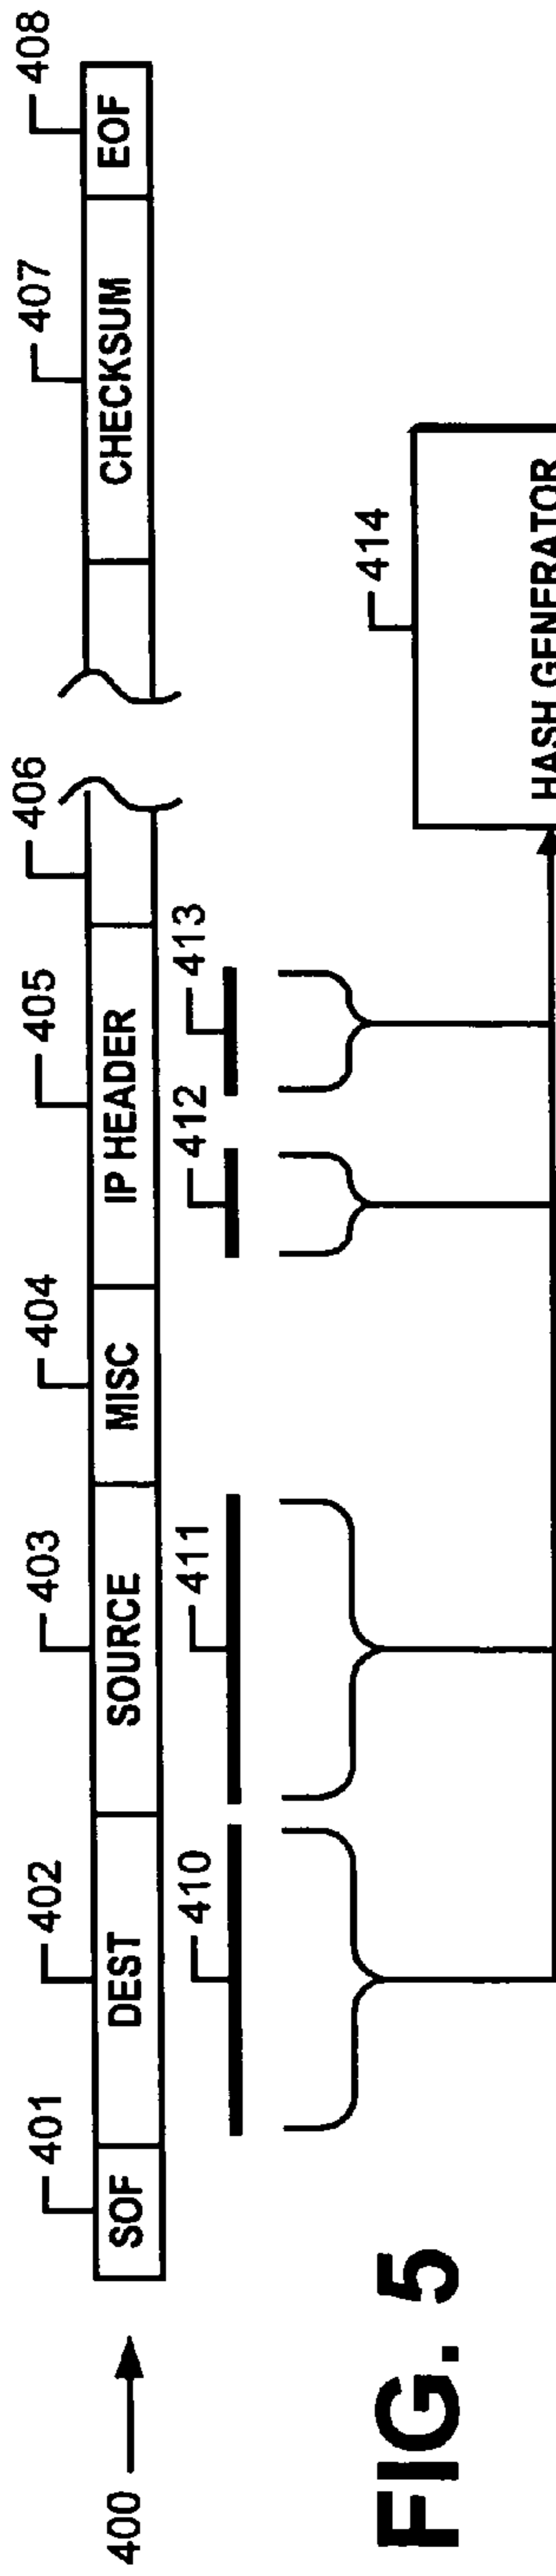 400
401
402
403
404
405
406
407
408
SOF
DEST
SOURCE
MISC
IP HEADER
CHECKSUM
EOF
410
411
412
413
414
HASH GENERATOR
FIG. 5